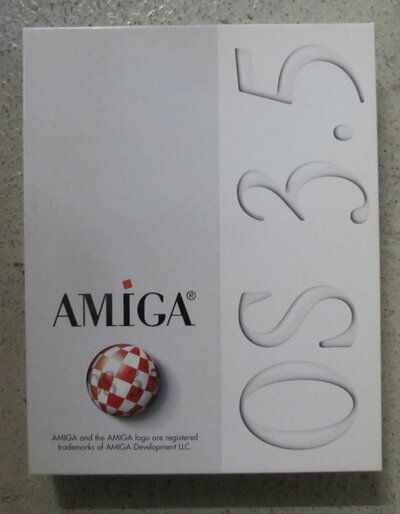 AMIGA®
AMIGA and the AMIGA logo are registered
trademarks of AMIGA Development LLC.
OS 3.5